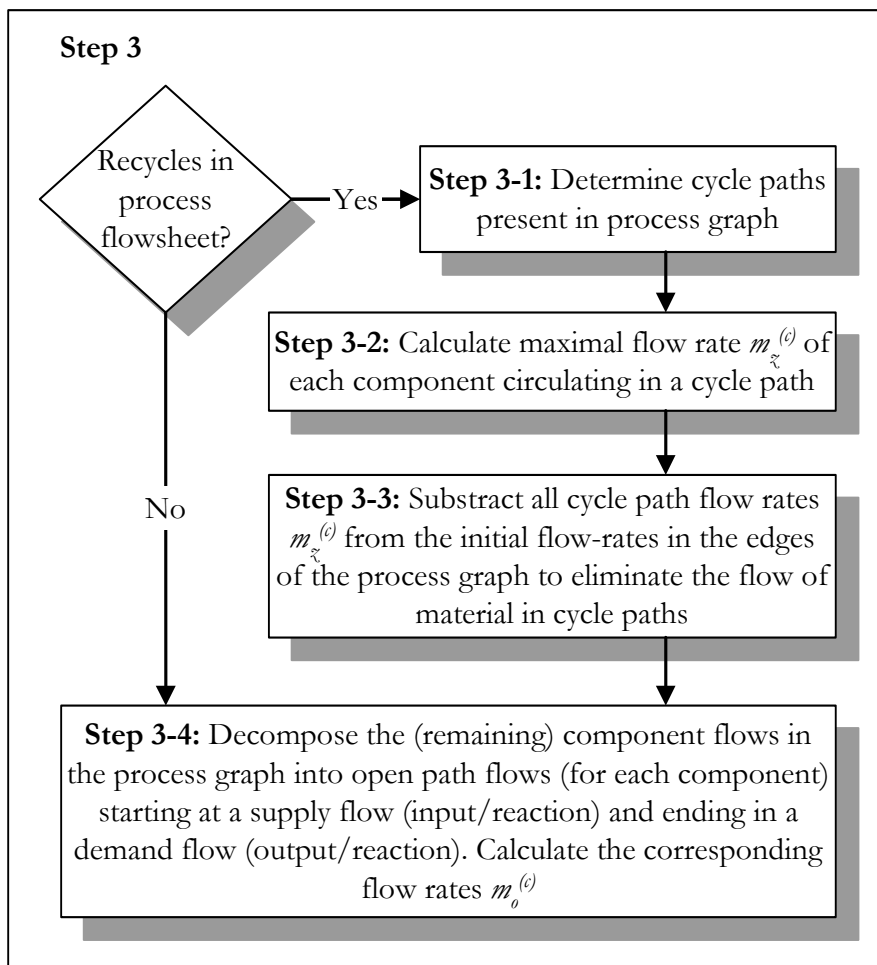 Step 3
Recycles in
process
flowsheet?
Yes
Step 3-1: Determine cycle paths
present in process graph
Step 3-2: Calculate maximal flow rate m_z^(c) of
each component circulating in a cycle path
No
Step 3-3: Substract all cycle path flow rates
m_z^(c) from the initial flow-rates in the edges
of the process graph to eliminate the flow of
material in cycle paths
Step 3-4: Decompose the (remaining) component flows in
the process graph into open path flows (for each component)
starting at a supply flow (input/reaction) and ending in a
demand flow (output/reaction). Calculate the corresponding
flow rates m_o^(c)